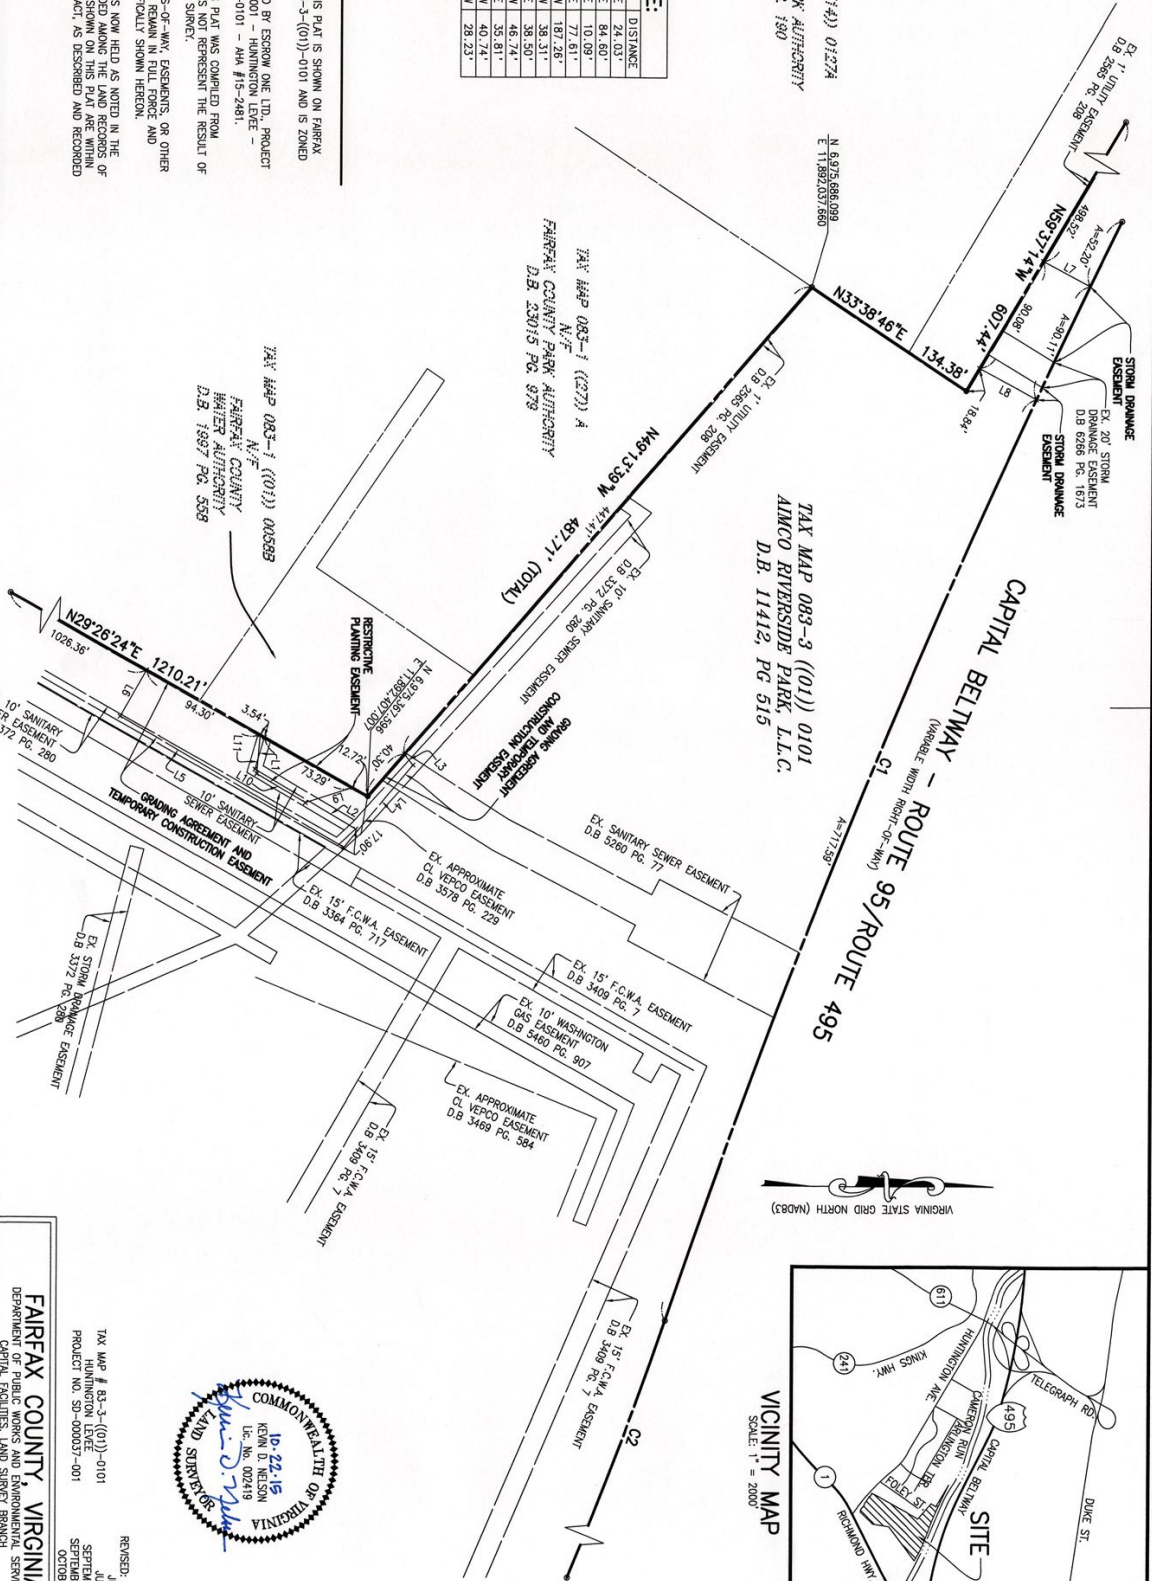 E:
DISTANCE
24.03'
84.60'
10.09'
77.61'
187.26'
38.31'
38.50'
46.74'
35.81'
40.74'
28.23'
IS PLAT IS SHOWN ON FAIRFAX
-3-((01))-0101 AND IS ZONED
D BY ESCROW ONE LTD., PROJECT
001 - HUNTINGTON LEVEE -
-0101 - AHA #15-2481.
PLAT WAS COMPILED FROM
S NOT REPRESENT THE RESULT OF
SURVEY.
S-OF-WAY, EASEMENTS, OR OTHER
REMAIN IN FULL FORCE AND
ICALLY SHOWN HEREON.
S NOW HELD AS NOTED IN THE
DED AMONG THE LAND RECORDS OF
SHOWN ON THIS PLAT ARE WITHIN
ACT, AS DESCRIBED AND RECORDED
14)) 0127A
K AUTHORITY
190
EX. 1' UTILITY EASEMENT
D.B 2565 PG. 208
N 6,975,686.099
E 11,892,037.660
498.52'
N59°37'14"W
607.44'
A=52.20'
L7
90.08'
A=90.11'
L8
18.84'
N33°38'46"E
134.38'
STORM DRAINAGE
EASEMENT
EX. 20' STORM
DRAINAGE EASEMENT
D.B 6266 PG. 1673
STORM DRAINAGE
EASEMENT
TAX MAP 083-1 ((27)) A
N/F
FAIRFAX COUNTY PARK AUTHORITY
D.B. 23015 PG. 979
EX. 1' UTILITY EASEMENT
D.B 2565 PG. 208
N49°13'39"W
447.41'
487.71' (TOTAL)
TAX MAP 083-3 ((01)) 0101
AIMCO RIVERSIDE PARK, L.L.C.
D.B. 11412, PG 515
CAPITAL BELTWAY - ROUTE 95/ROUTE 495
(VARIABLE WIDTH RIGHT-OF-WAY)
C1
A=717.59'
TAX MAP 083-1 ((01)) 0058B
N/F
FAIRFAX COUNTY
WATER AUTHORITY
D.B. 1997 PG. 558
EX. 10' SANITARY SEWER EASEMENT
D.B 3372 PG. 280
GRADING AGREEMENT
AND TEMPORARY
CONSTRUCTION EASEMENT
RESTRICTIVE
PLANTING EASEMENT
N 6,975,367.596
E 11,892,407.007
N29°26'24"E
1026.36'
1210.21'
94.30'
3.54'
73.29'
12.72'
40.30'
17.90'
L6
L5
L11
L1
L10
L9
L2
L3
L4
10' SANITARY
ER EASEMENT
372 PG. 280
10' SANITARY
SEWER EASEMENT
GRADING AGREEMENT AND
TEMPORARY CONSTRUCTION EASEMENT
EX. SANITARY SEWER EASEMENT
D.B 5260 PG. 77
EX. APPROXIMATE
CL VEPCO EASEMENT
D.B 3578 PG. 229
EX. 15' F.C.W.A. EASEMENT
D.B 3364 PG. 717
EX. STORM DRAINAGE EASEMENT
D.B 3372 PG. 280
EX. 15' F.C.W.A. EASEMENT
D.B 3409 PG. 7
EX. 10' WASHNGTON
GAS EASEMENT
D.B 5460 PG. 907
EX. APPROXIMATE
CL VEPCO EASEMENT
D.B 3469 PG. 584
EX. 15' F.C.W.A. EASEMENT
D.B 3409 PG. 7
EX. 15' F.C.W.A. EASEMENT
D.B 3409 PG. 7
C2
VIRGINIA STATE GRID NORTH (NAD83)
611
241
KINGS HWY.
HUNTINGTON AVE.
TELEGRAPH RD.
495
CAMERON RUN
ARLINGTON TER.
CAPITAL BELTWAY
FOLEY ST.
1
RICHMOND HWY.
DUKE ST.
SITE
VICINITY MAP
SCALE: 1" = 2000'
COMMONWEALTH OF VIRGINIA
10-22-15
KEVIN D. NELSON
Lic. No. 002419
Kevin D. Nelson
LAND SURVEYOR
REVISED:
TAX MAP # 83-3-((01))-0101
HUNTINGTON LEVEE
PROJECT NO. SD-000037-001
FAIRFAX COUNTY, VIRGINIA
DEPARTMENT OF PUBLIC WORKS AND ENVIRONMENTAL SERV
CAPITAL FACILITIES, LAND SURVEY BRANCH